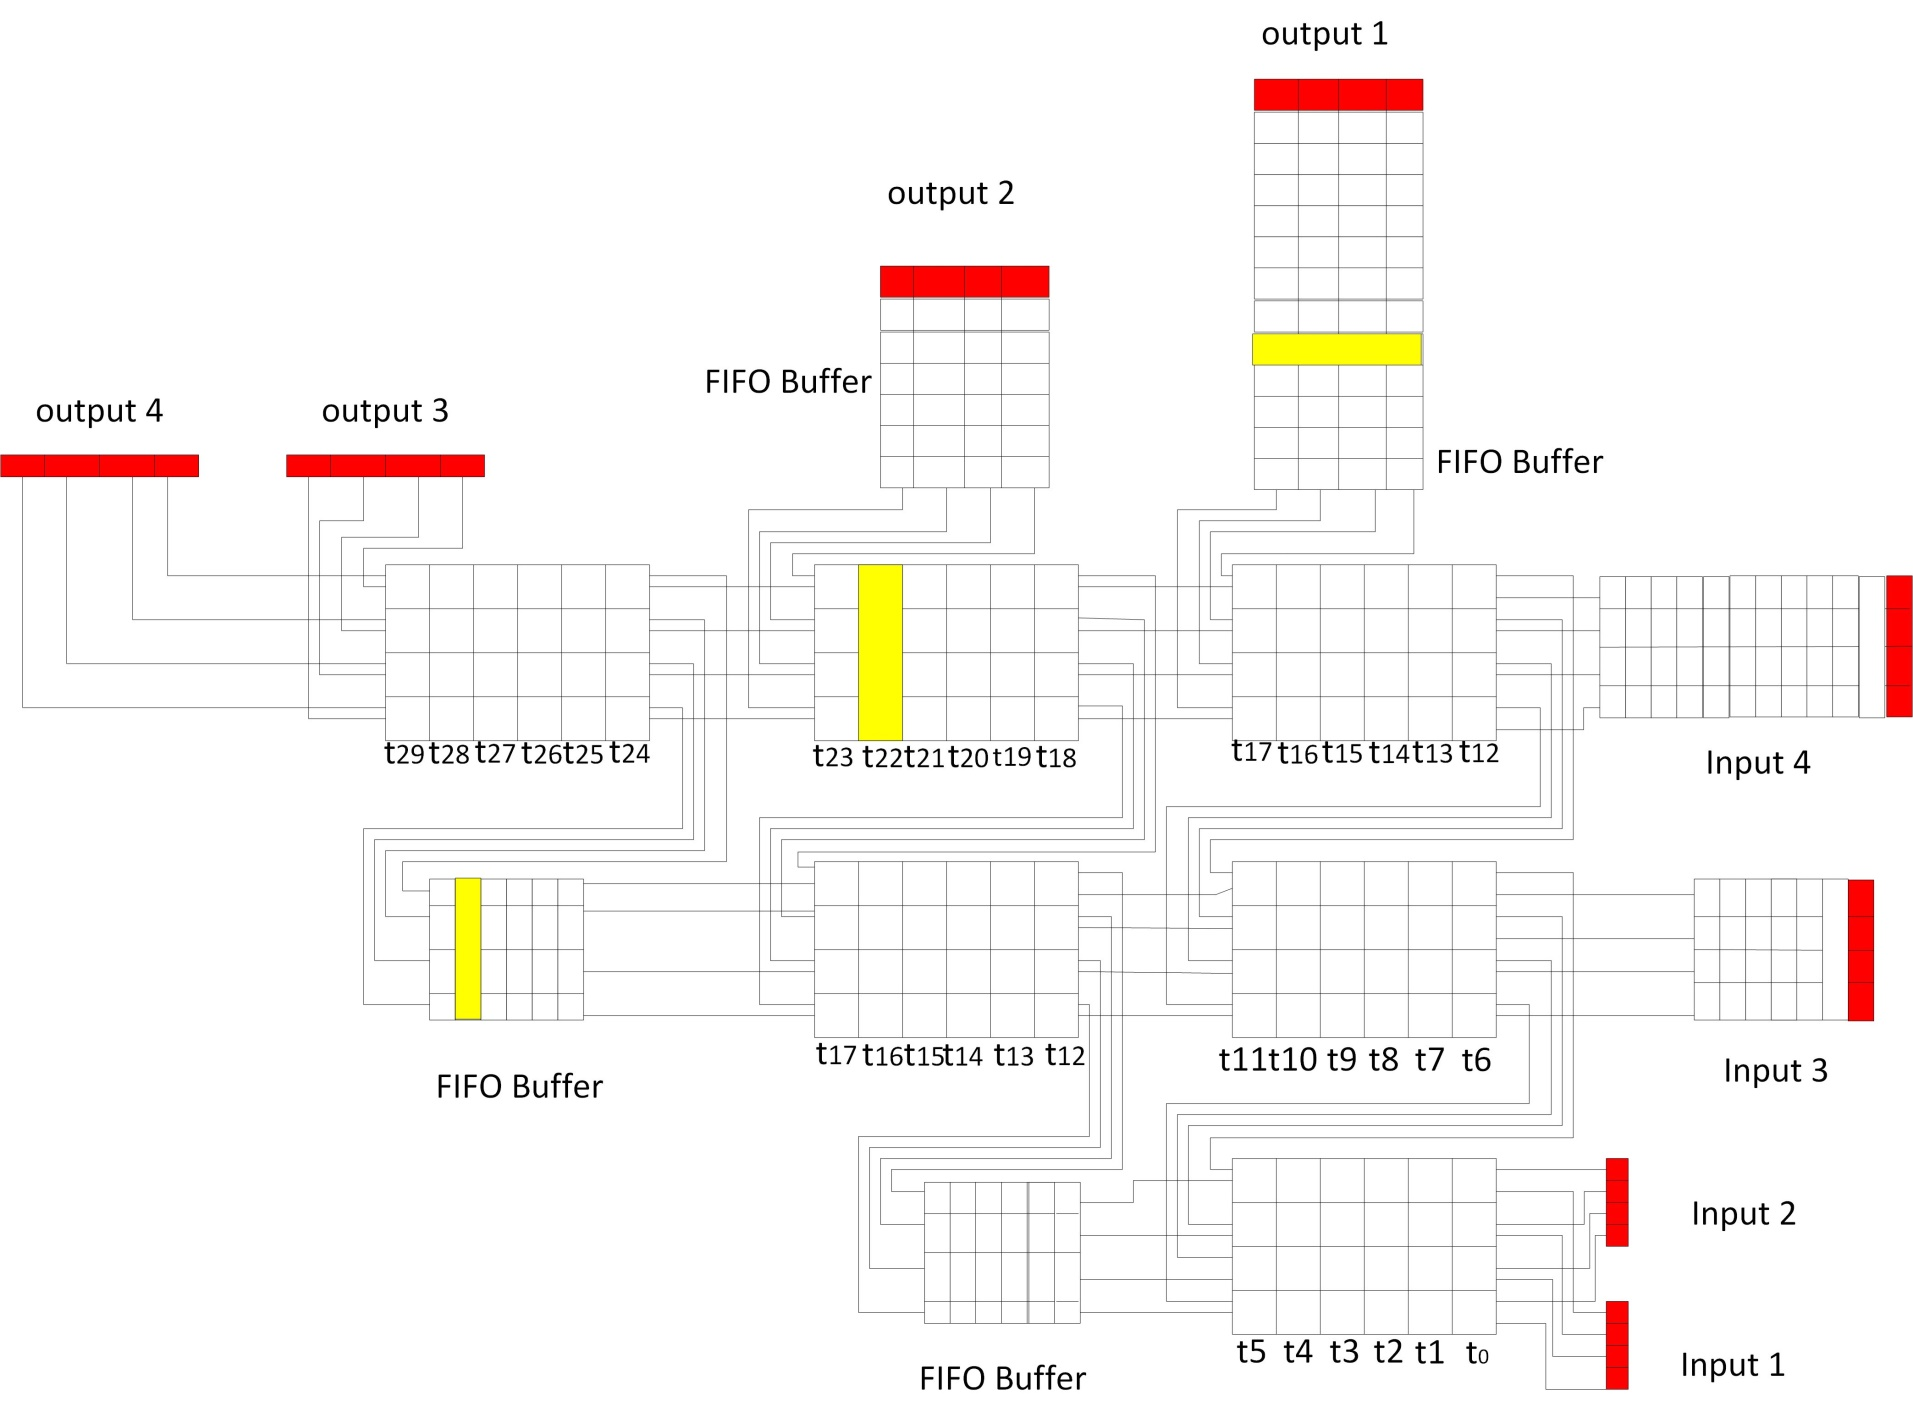 output 1
output 2
FIFO Buffer
output 4
output 3
FIFO Buffer
t29 t28 t27 t26 t25 t24
t23 t22 t21 t20 t19 t18
t17 t16 t15 t14 t13 t12
Input 4
FIFO Buffer
t17 t16 t15 t14 t13 t12
t11 t10 t9 t8 t7 t6
Input 3
Input 2
FIFO Buffer
t5 t4 t3 t2 t1 t0
Input 1